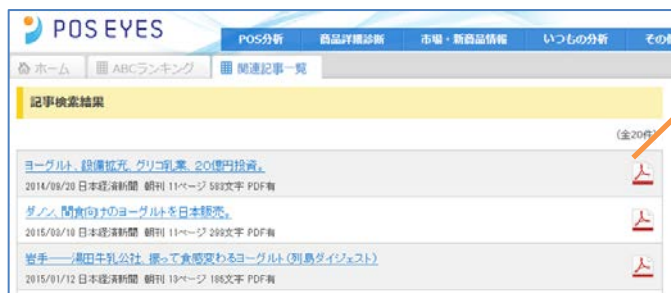 POS EYES
POS分析 商品詳細診断 市場・新商品情報 いつもの分析 その他
ホーム ABCランキング 関連記事一覧
記事検索結果
(全20件)
ヨーグルト、設備拡充、グリコ乳業、20億円投資。
2014/09/20 日本経済新聞 朝刊 11ページ 583文字 PDF有
ダノン、間食向けのヨーグルトを日本販売。
2015/03/10 日本経済新聞 朝刊 11ページ 299文字 PDF有
岩手――湯田牛乳公社、振って食感変わるヨーグルト(列島ダイジェスト)
2015/01/12 日本経済新聞 朝刊 13ページ 186文字 PDF有